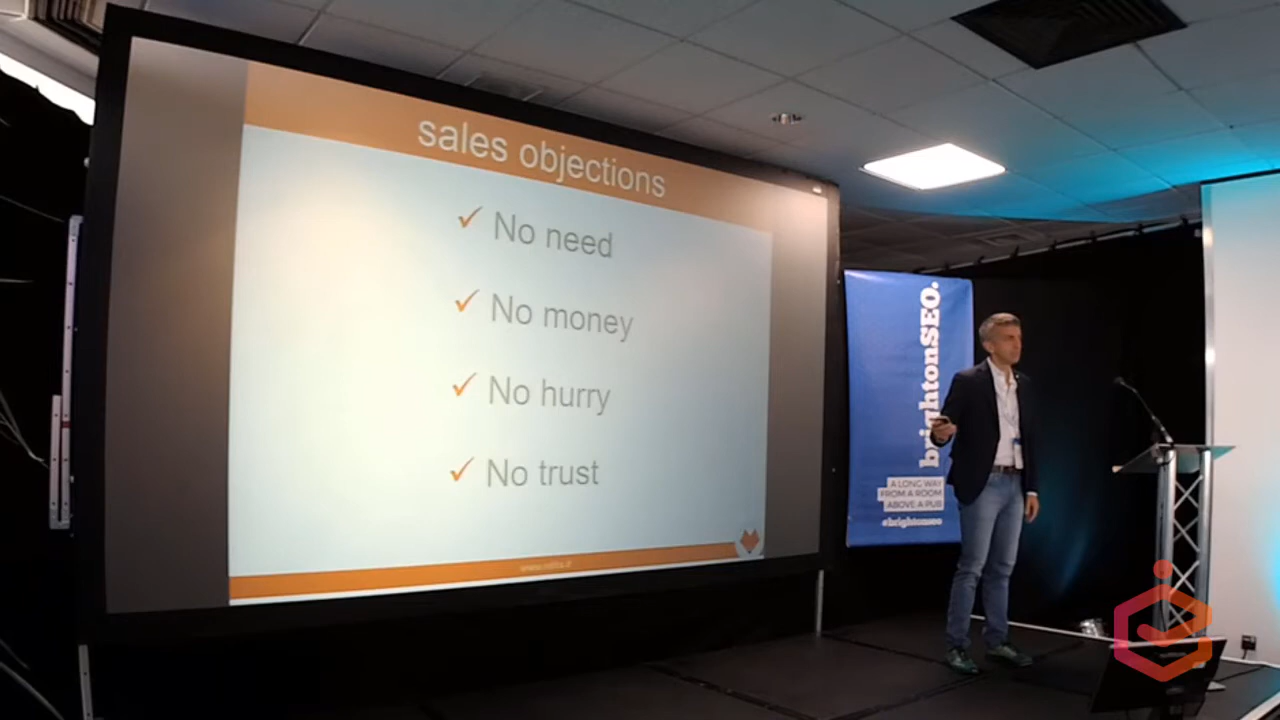 sales objections
No need
No money
No hurry
No trust
brightonSEO.
A LONG WAY
FROM A ROOM
ABOVE A PUB
#brightonseo